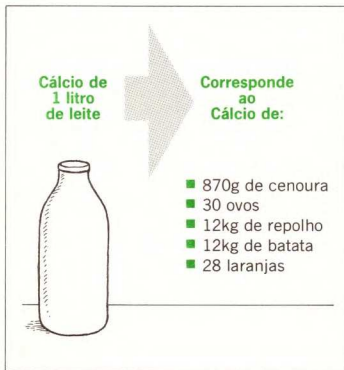 Cálcio de
1 litro
de leite
Corresponde
ao
Cálcio de:
870g de cenoura
30 ovos
12kg de repolho
12kg de batata
28 laranjas